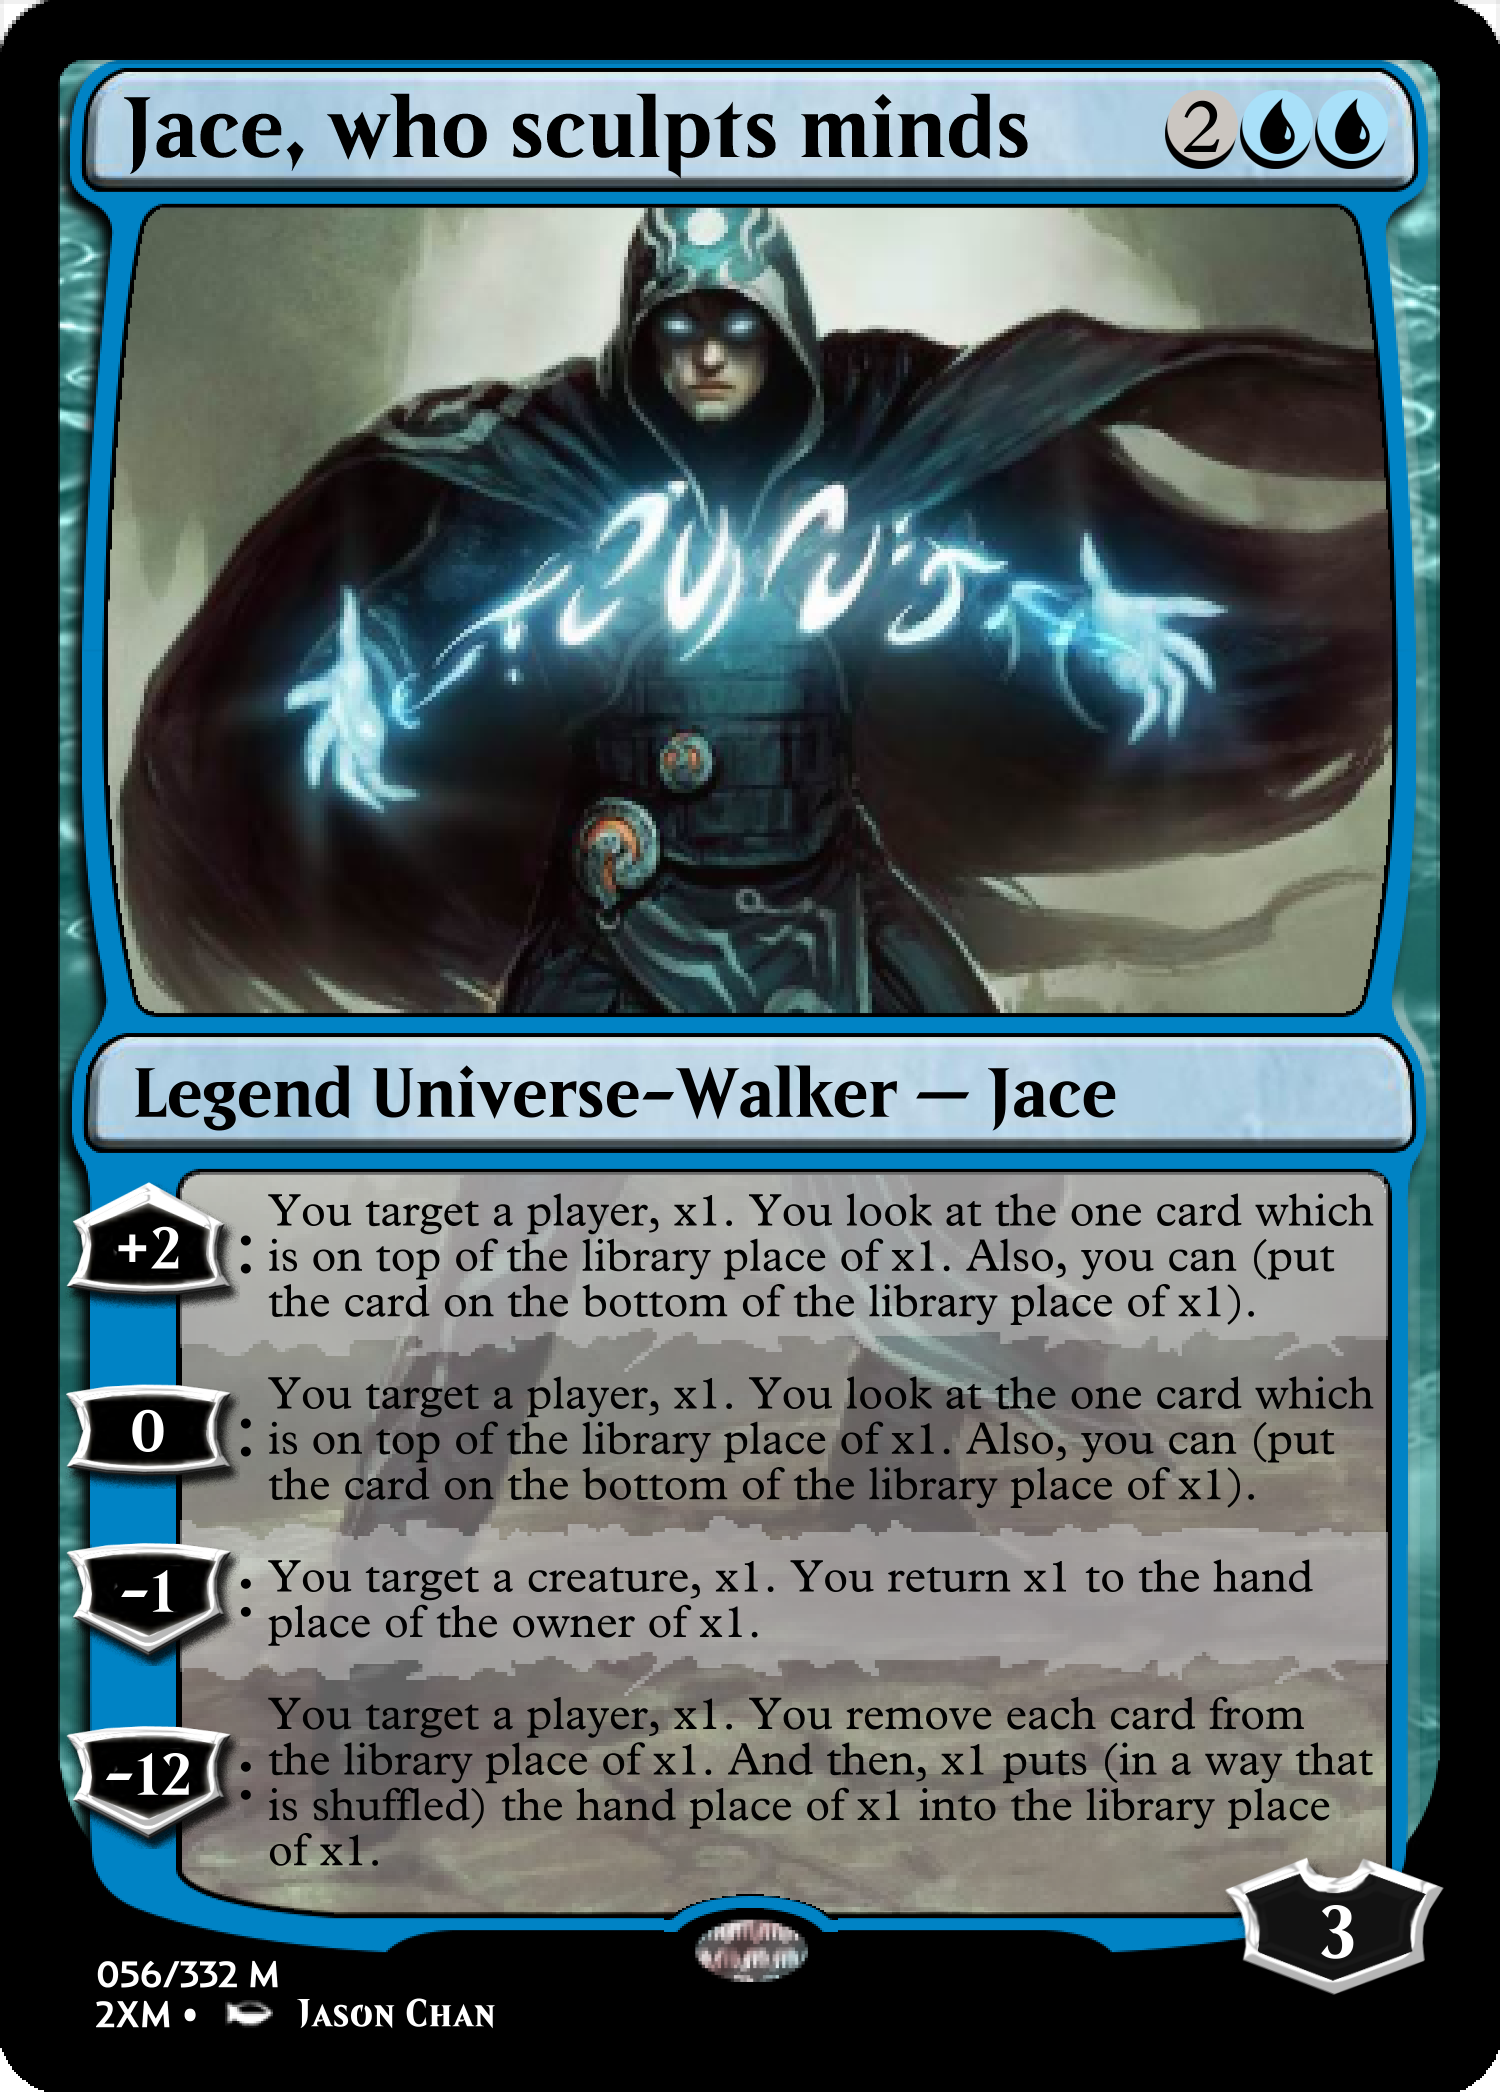 Jace, who sculpts minds 2
Legend Universe-Walker — Jace
+2 : You target a player, x1. You look at the one card which
is on top of the library place of x1. Also, you can (put
the card on the bottom of the library place of x1).
0 : You target a player, x1. You look at the one card which
is on top of the library place of x1. Also, you can (put
the card on the bottom of the library place of x1).
-1 : You target a creature, x1. You return x1 to the hand
place of the owner of x1.
-12 : You target a player, x1. You remove each card from
the library place of x1. And then, x1 puts (in a way that
is shuffled) the hand place of x1 into the library place
of x1.
3
056/332 M
2XM • Jason Chan